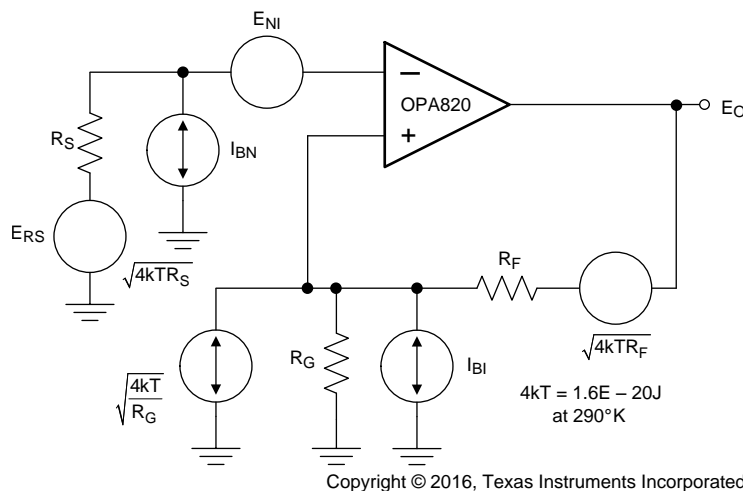 E_NI
−
OPA820
+
E_O
R_S
I_BN
E_RS
√4kTR_S
R_F
√4kTR_F
R_G
I_BI
√4kT/R_G
4kT = 1.6E – 20J
at 290°K
Copyright © 2016, Texas Instruments Incorporated